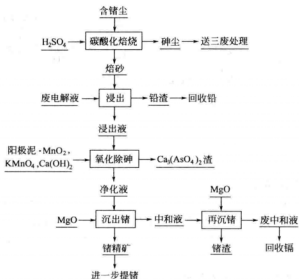 含锗尘
H₂SO₄
碳酸化焙烧
砷尘
送三废处理
焙砂
废电解液
浸出
铅渣
回收铅
浸出液
阳极泥·MnO₂,
KMnO₄、Ca(OH)₂
氧化除砷
Ca₃(AsO₄)₂渣
净化液
MgO
MgO
沉出锗
中和液
再沉锗
废中和液
锗精矿
锗渣
回收镉
进一步提锗